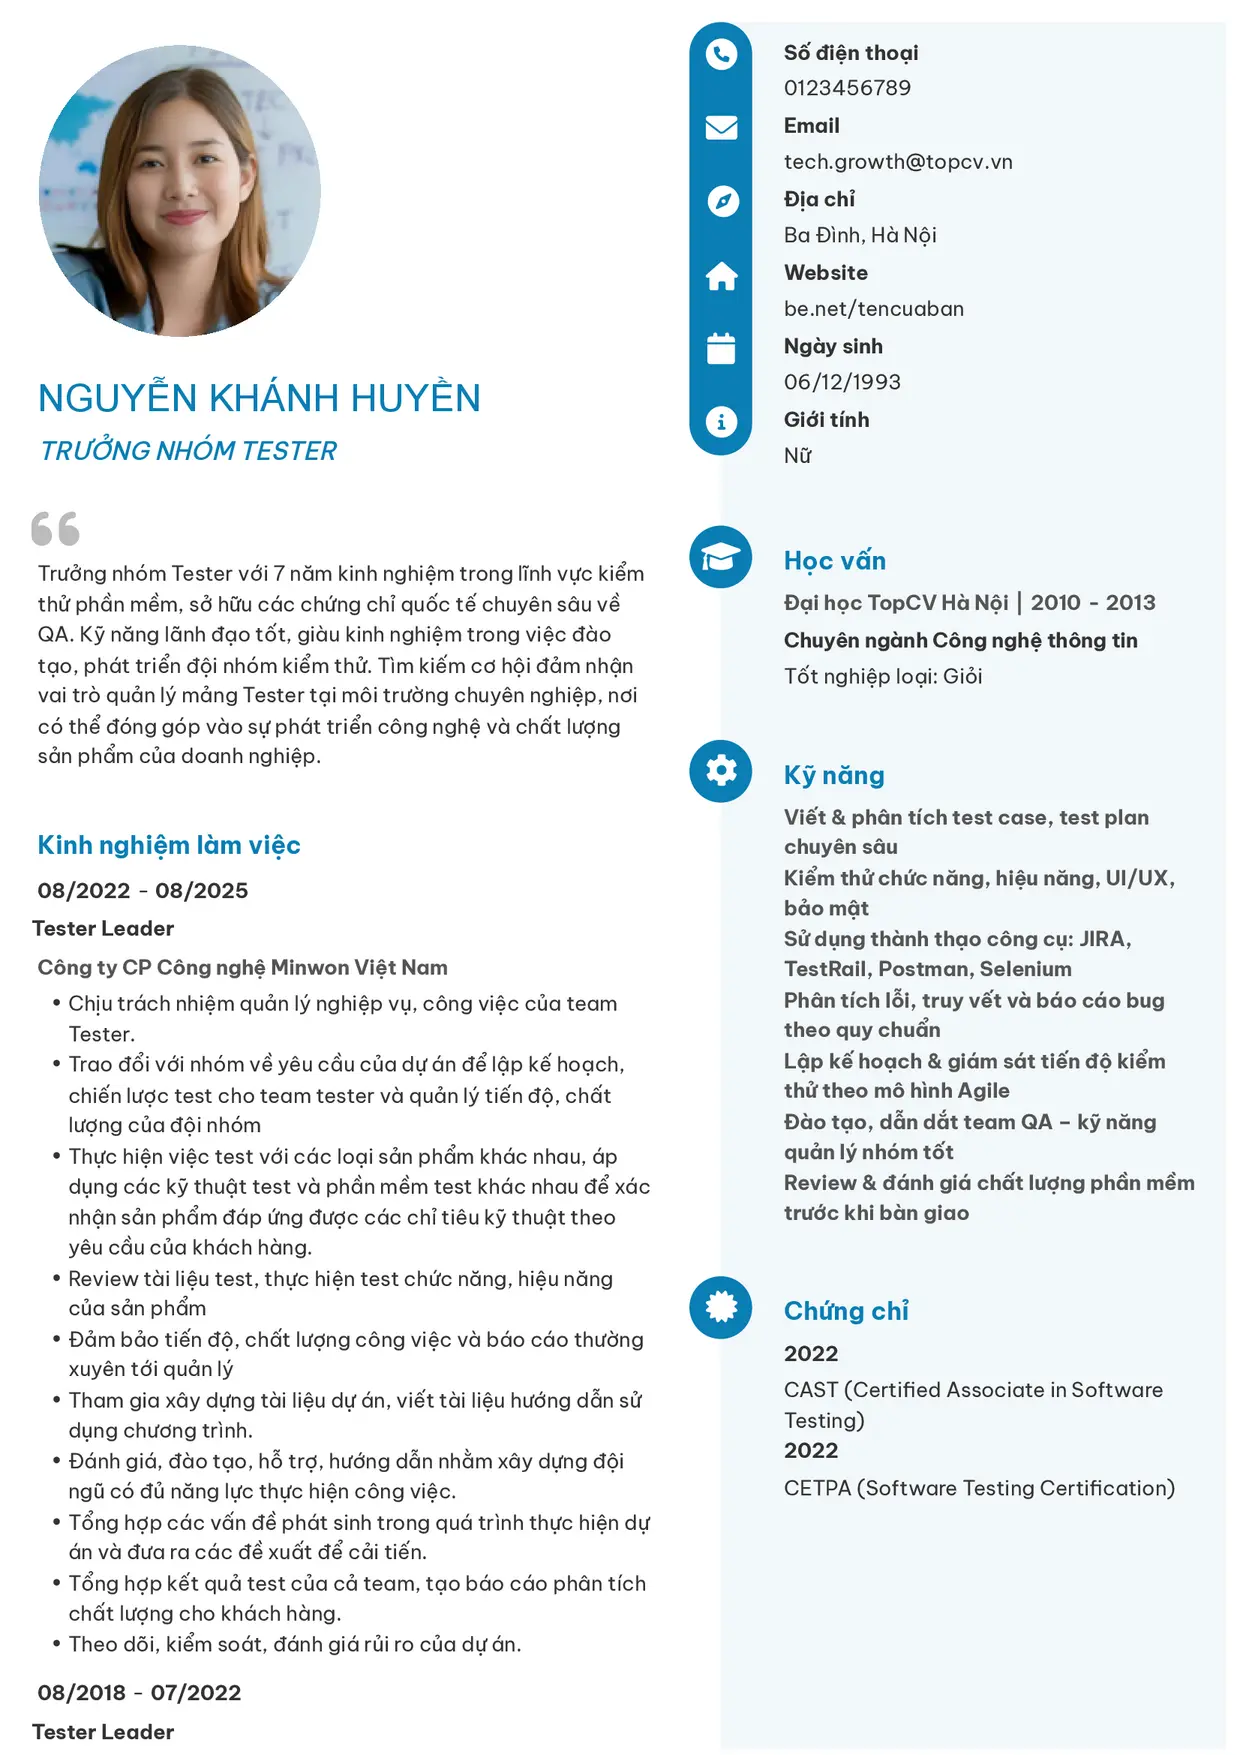 NGUYỄN KHÁNH HUYỀN
TRƯỞNG NHÓM TESTER
Trưởng nhóm Tester với 7 năm kinh nghiệm trong lĩnh vực kiểm
thử phần mềm, sở hữu các chứng chỉ quốc tế chuyên sâu về
QA. Kỹ năng lãnh đạo tốt, giàu kinh nghiệm trong việc đào
tạo, phát triển đội nhóm kiểm thử. Tìm kiếm cơ hội đảm nhận
vai trò quản lý mảng Tester tại môi trường chuyên nghiệp, nơi
có thể đóng góp vào sự phát triển công nghệ và chất lượng
sản phẩm của doanh nghiệp.
Kinh nghiệm làm việc
08/2022 - 08/2025
Tester Leader
Công ty CP Công nghệ Minwon Việt Nam
• Chịu trách nhiệm quản lý nghiệp vụ, công việc của team
Tester.
• Trao đổi với nhóm về yêu cầu của dự án để lập kế hoạch,
chiến lược test cho team tester và quản lý tiến độ, chất
lượng của đội nhóm
• Thực hiện việc test với các loại sản phẩm khác nhau, áp
dụng các kỹ thuật test và phần mềm test khác nhau để xác
nhận sản phẩm đáp ứng được các chỉ tiêu kỹ thuật theo
yêu cầu của khách hàng.
• Review tài liệu test, thực hiện test chức năng, hiệu năng
của sản phẩm
• Đảm bảo tiến độ, chất lượng công việc và báo cáo thường
xuyên tới quản lý
• Tham gia xây dựng tài liệu dự án, viết tài liệu hướng dẫn sử
dụng chương trình.
• Đánh giá, đào tạo, hỗ trợ, hướng dẫn nhằm xây dựng đội
ngũ có đủ năng lực thực hiện công việc.
• Tổng hợp các vấn đề phát sinh trong quá trình thực hiện dự
án và đưa ra các đề xuất để cải tiến.
• Tổng hợp kết quả test của cả team, tạo báo cáo phân tích
chất lượng cho khách hàng.
• Theo dõi, kiểm soát, đánh giá rủi ro của dự án.
08/2018 - 07/2022
Tester Leader
Số điện thoại
0123456789
Email
tech.growth@topcv.vn
Địa chỉ
Ba Đình, Hà Nội
Website
be.net/tencuaban
Ngày sinh
06/12/1993
Giới tính
Nữ
Học vấn
Đại học TopCV Hà Nội | 2010 - 2013
Chuyên ngành Công nghệ thông tin
Tốt nghiệp loại: Giỏi
Kỹ năng
Viết & phân tích test case, test plan
chuyên sâu
Kiểm thử chức năng, hiệu năng, UI/UX,
bảo mật
Sử dụng thành thạo công cụ: JIRA,
TestRail, Postman, Selenium
Phân tích lỗi, truy vết và báo cáo bug
theo quy chuẩn
Lập kế hoạch & giám sát tiến độ kiểm
thử theo mô hình Agile
Đào tạo, dẫn dắt team QA – kỹ năng
quản lý nhóm tốt
Review & đánh giá chất lượng phần mềm
trước khi bàn giao
Chứng chỉ
2022
CAST (Certified Associate in Software
Testing)
2022
CETPA (Software Testing Certification)